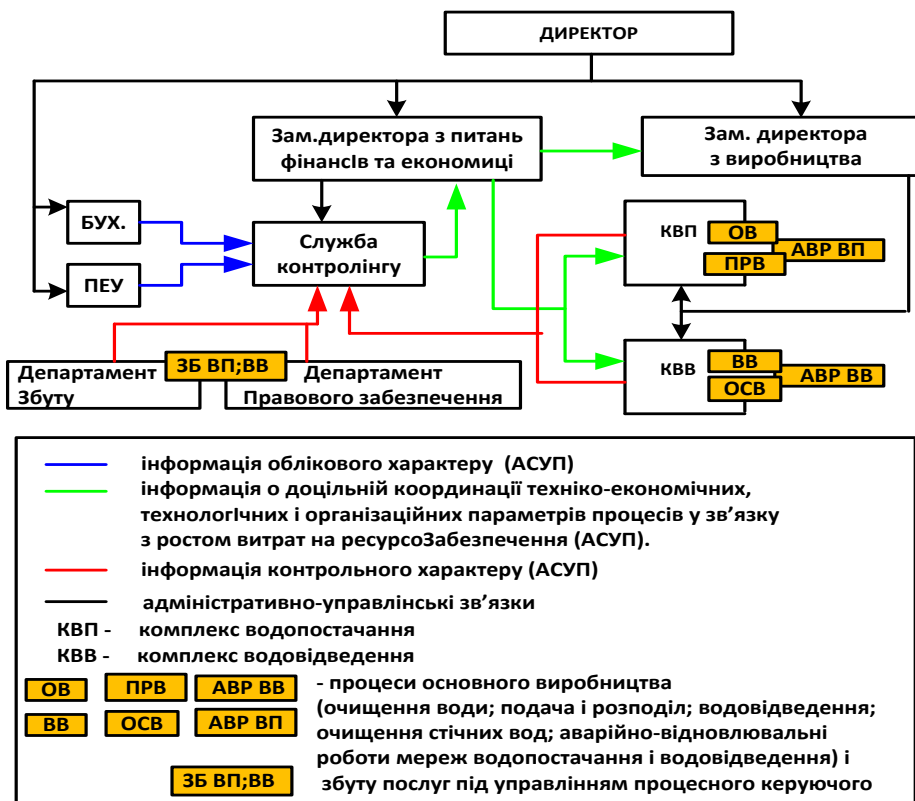 ДИРЕКТОР
Зам.директора з питань
фінансІв та економиці
Зам. директора
з виробництва
БУХ.
ПЕУ
Служба
контролінгу
КВП
ОВ
АВР ВП
ПРВ
КВВ
ВВ
АВР ВВ
ОСВ
Департамент
Збуту
ЗБ ВП;ВВ
Департамент
Правового забезпечення
інформація облікового характеру (АСУП)
інформація о доцільній координації техніко-економічних,
технологІчних і організаційних параметрів процесів у зв’язку
з ростом витрат на ресурсоЗабезпечення (АСУП).
інформація контрольного характеру (АСУП)
адміністративно-управлінські зв’язки
КВП - комплекс водопостачання
КВВ - комплекс водовідведення
ОВ ПРВ АВР ВВ - процеси основного виробництва
(очищення води; подача і розподіл; водовідведення;
ВВ ОСВ АВР ВП очищення стічних вод; аварійно-відновлювальні
роботи мереж водопостачання і водовідведення) і
ЗБ ВП;ВВ збуту послуг під управлінням процесного керуючого